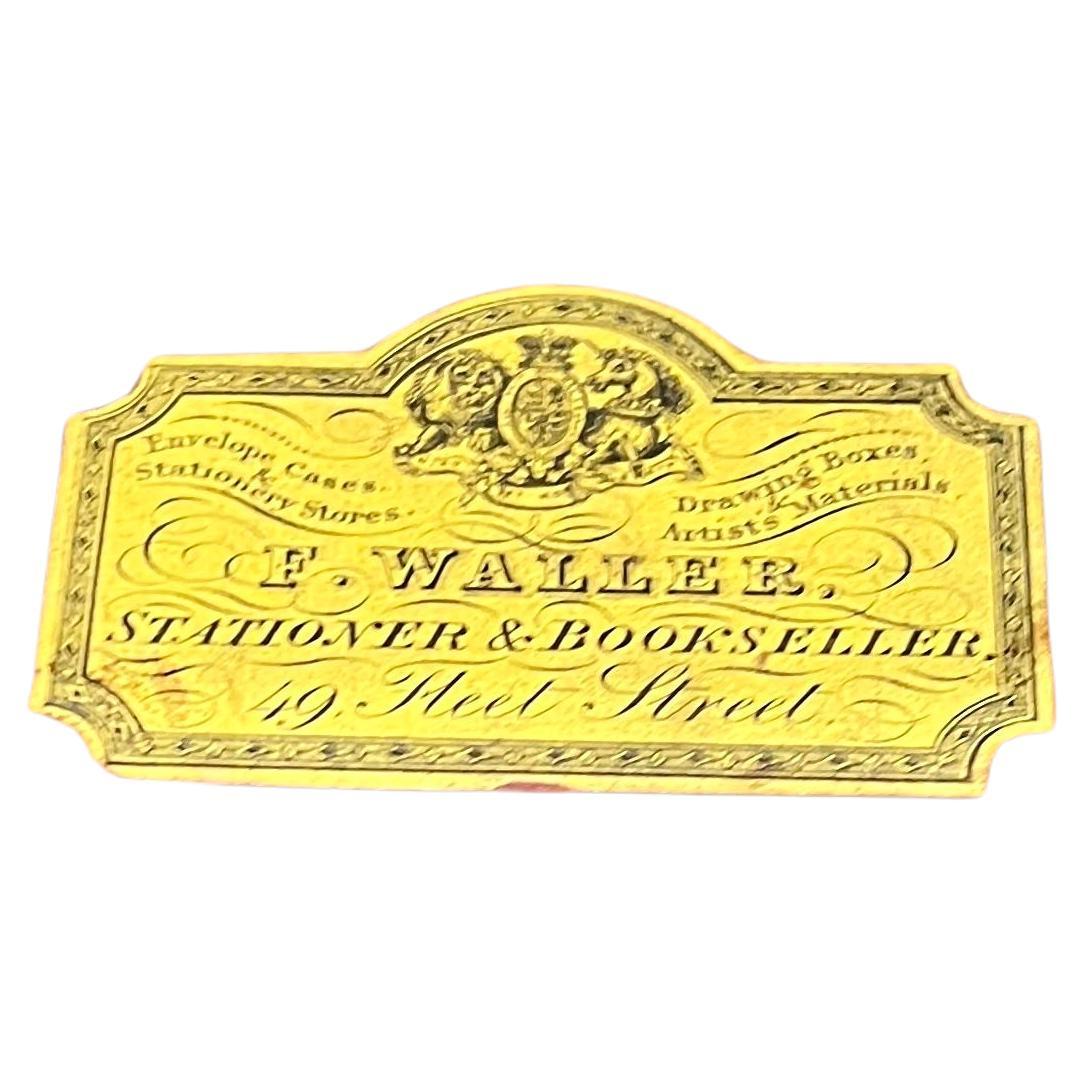 Envelope Cases.
&
Stationery Stores.
Drawing Boxes,
&
Artists Materials.
F. WALLER,
STATIONER & BOOKSELLER,
49, Fleet Street.